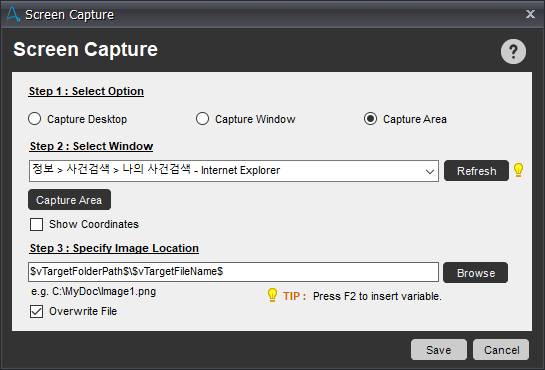 Screen Capture
Screen Capture
?
Step 1 : Select Option
Capture Desktop
Capture Window
Capture Area
Step 2 : Select Window
정보 > 사건검색 > 나의 사건검색 - Internet Explorer
Refresh
Capture Area
Show Coordinates
Step 3 : Specify Image Location
$vTargetFolderPath$\$vTargetFileName$
Browse
e.g. C:\MyDoc\Image1.png
TIP : Press F2 to insert variable.
Overwrite File
Save
Cancel